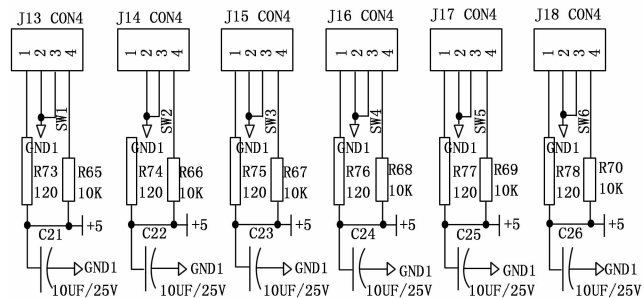 J13 CON4 J14 CON4 J15 CON4 J16 CON4 J17 CON4 J18 CON4
1 2 3 4 1 2 3 4 1 2 3 4 1 2 3 4 1 2 3 4 1 2 3 4
SW1 SW2 SW3 SW4 SW5 SW6
GND1 GND1 GND1 GND1 GND1 GND1
R73 R65 R74 R66 R75 R67 R76 R68 R77 R69 R78 R70
120 10K 120 10K 120 10K 120 10K 120 10K 120 10K
+5 +5 +5 +5 +5 +5
C21 C22 C23 C24 C25 C26
GND1 GND1 GND1 GND1 GND1 GND1
10UF/25V 10UF/25V 10UF/25V 10UF/25V 10UF/25V 10UF/25V